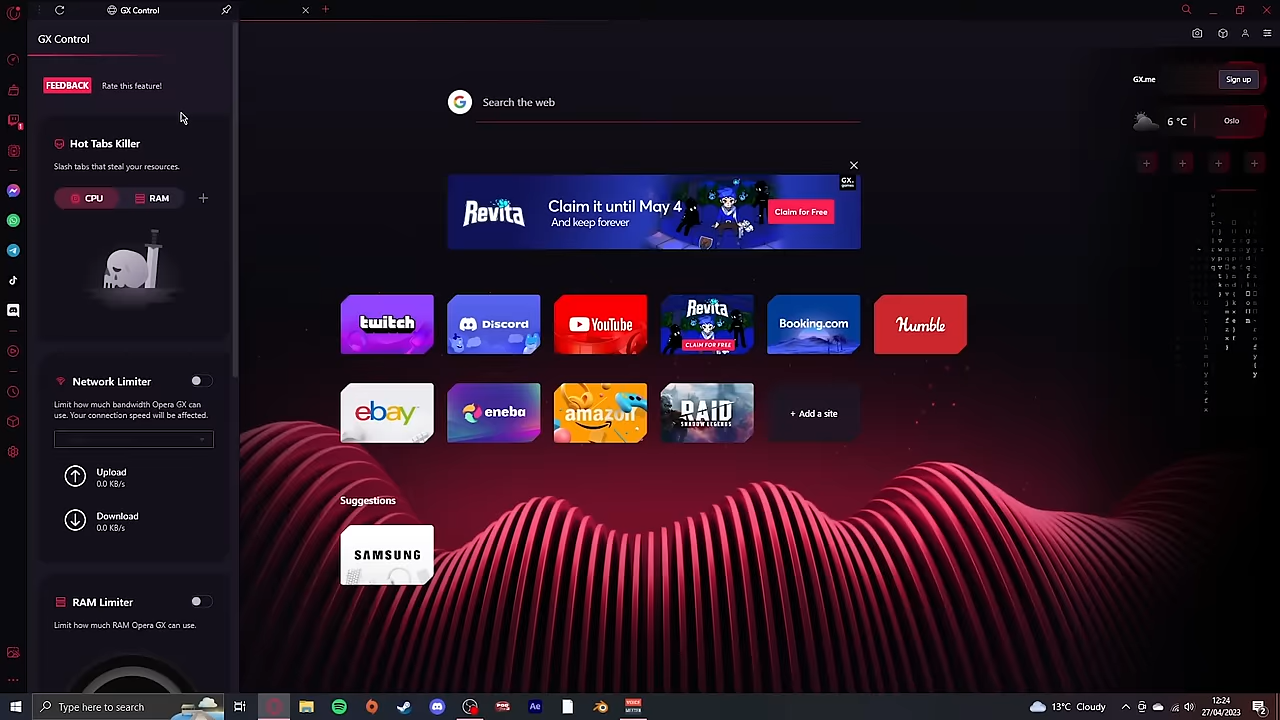 GX Control
GX Control
FEEDBACK
Rate this feature!
Hot Tabs Killer
Slash tabs that steal your resources.
CPU
RAM
Network Limiter
Limit how much bandwidth Opera GX can
use. Your connection speed will be affected.
Upload
0.0 KB/s
Download
0.0 KB/s
RAM Limiter
Limit how much RAM Opera GX can use.
Search the web
Revita
Claim it until May 4
And keep forever
Claim for Free
GX.
games
twitch
Discord
YouTube
Revita
CLAIM FOR FREE
Booking.com
Humble
ebay
eneba
amazon
RAID
SHADOW LEGENDS
+ Add a site
Suggestions
SAMSUNG
GX.me
Sign up
6 °C
Oslo
Type here to search
Ae
VOICE
13°C Cloudy
12:24
27/04/2023
2